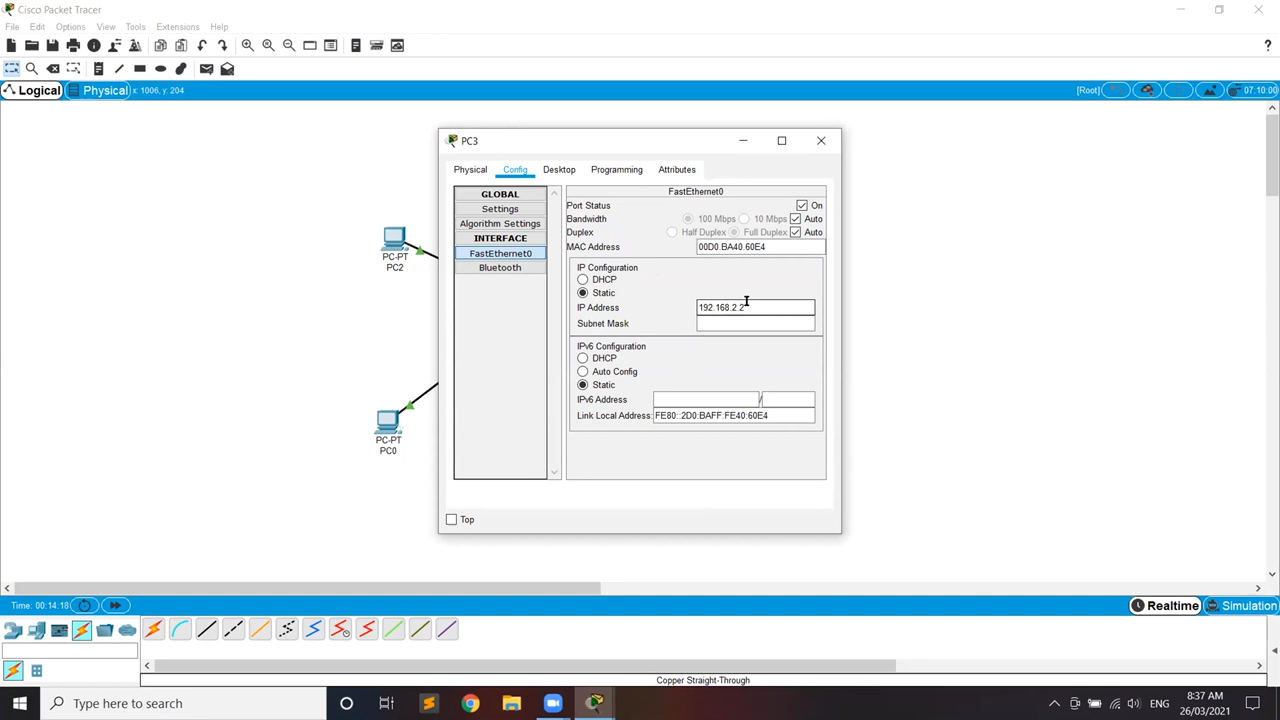 Cisco Packet Tracer
File Edit Options View Tools Extensions Help
Logical Physical x: 1006, y: 204 [Root] 07:10:00
PC3
Physical Config Desktop Programming Attributes
GLOBAL
Settings
Algorithm Settings
INTERFACE
FastEthernet0
Bluetooth
FastEthernet0
Port Status On
Bandwidth 100 Mbps 10 Mbps Auto
Duplex Half Duplex Full Duplex Auto
MAC Address 00D0.BA40.60E4
IP Configuration
DHCP
Static
IP Address 192.168.2.2
Subnet Mask
IPv6 Configuration
DHCP
Auto Config
Static
IPv6 Address /
Link Local Address: FE80::2D0:BAFF:FE40:60E4
Top
PC-PT
PC2
PC-PT
PC0
Time: 00:14:18 Realtime Simulation
Copper Straight-Through
Type here to search
ENG
8:37 AM
26/03/2021